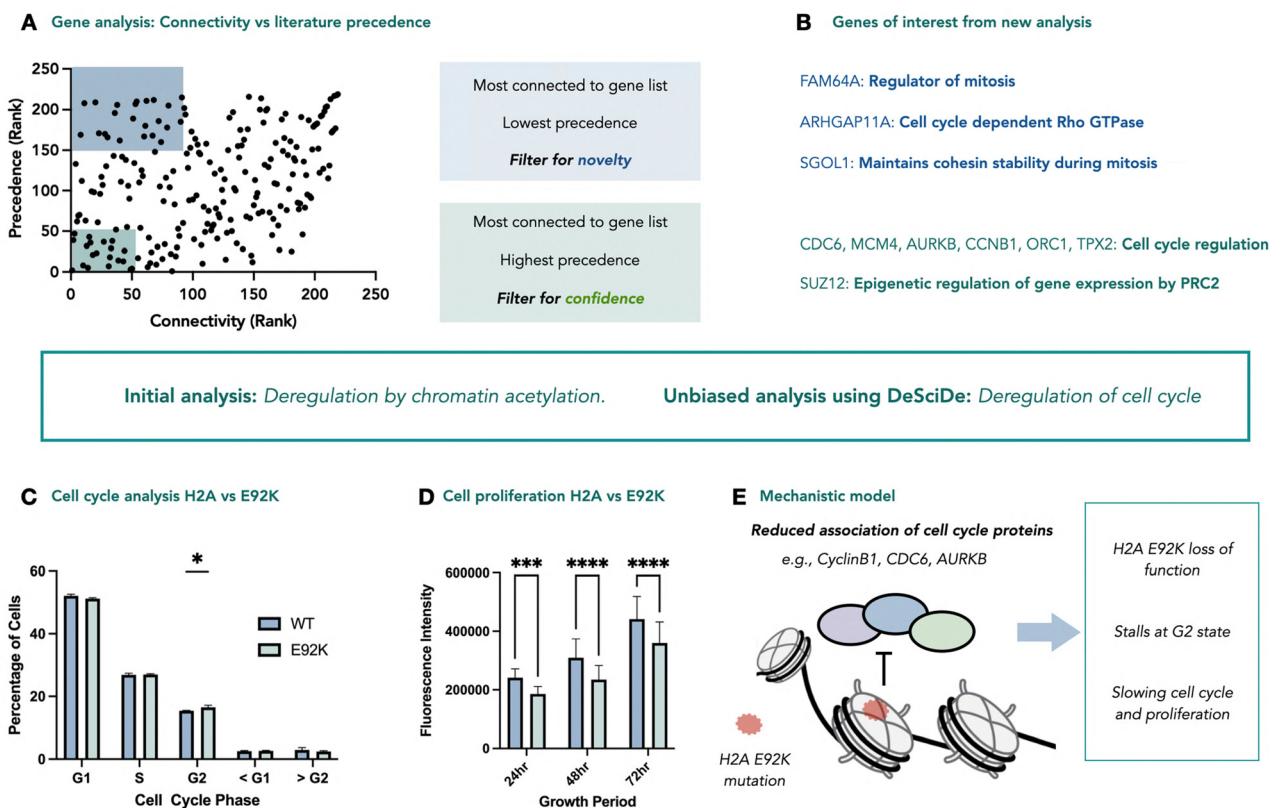 A Gene analysis: Connectivity vs literature precedence
Precedence (Rank)
250
200
150
100
50
0
0 50 100 150 200 250
Connectivity (Rank)
Most connected to gene list
Lowest precedence
Filter for novelty
Most connected to gene list
Highest precedence
Filter for confidence
B Genes of interest from new analysis
FAM64A: Regulator of mitosis
ARHGAP11A: Cell cycle dependent Rho GTPase
SGOL1: Maintains cohesin stability during mitosis
CDC6, MCM4, AURKB, CCNB1, ORC1, TPX2: Cell cycle regulation
SUZ12: Epigenetic regulation of gene expression by PRC2
Initial analysis: Deregulation by chromatin acetylation.
Unbiased analysis using DeSciDe: Deregulation of cell cycle
C Cell cycle analysis H2A vs E92K
Percentage of Cells
60
40
20
0
*
WT
E92K
G1 S G2 < G1 > G2
Cell Cycle Phase
D Cell proliferation H2A vs E92K
Fluorescence Intensity
600000
400000
200000
0
*** **** ****
24hr 48hr 72hr
Growth Period
E Mechanistic model
Reduced association of cell cycle proteins
e.g., CyclinB1, CDC6, AURKB
H2A E92K
mutation
H2A E92K loss of
function
Stalls at G2 state
Slowing cell cycle
and proliferation